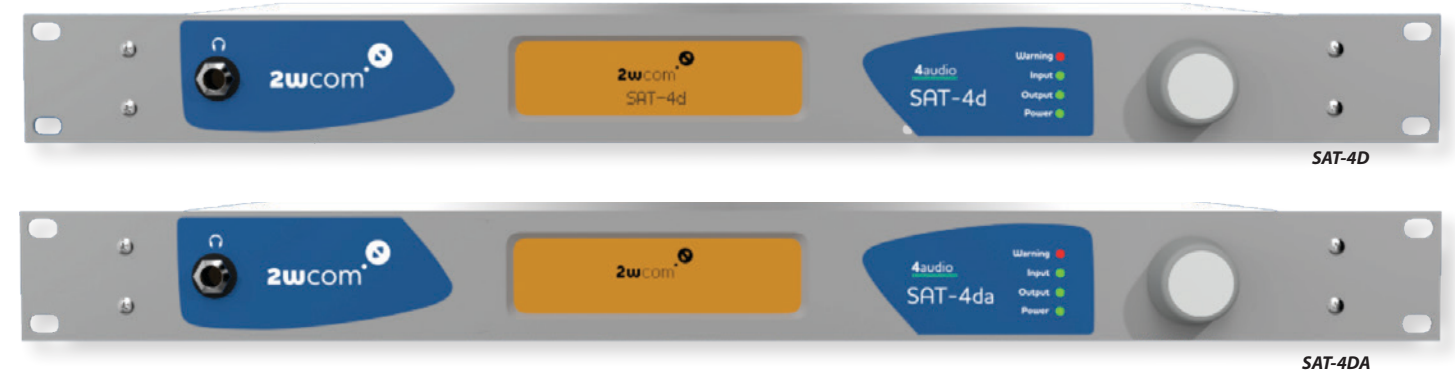 2wcom
2wcom
SAT-4d
4audio
SAT-4d
Warning
Input
Output
Power
SAT-4D
2wcom
2wcom
4audio
SAT-4da
Warning
Input
Output
Power
SAT-4DA